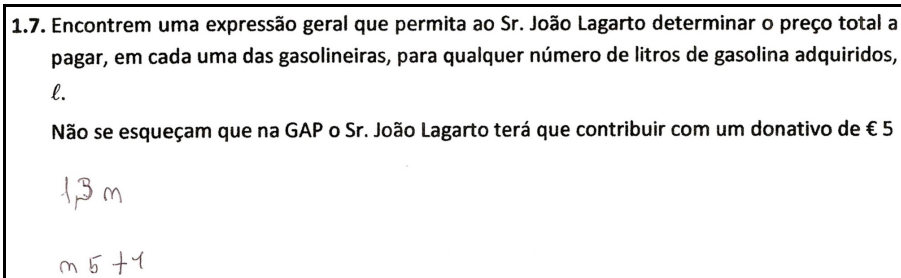 1.7. Encontrem uma expressão geral que permita ao Sr. João Lagarto determinar o preço total a
pagar, em cada uma das gasolineiras, para qualquer número de litros de gasolina adquiridos,
ℓ.
Não se esqueçam que na GAP o Sr. João Lagarto terá que contribuir com um donativo de € 5
1,3 n
n 5 + 1